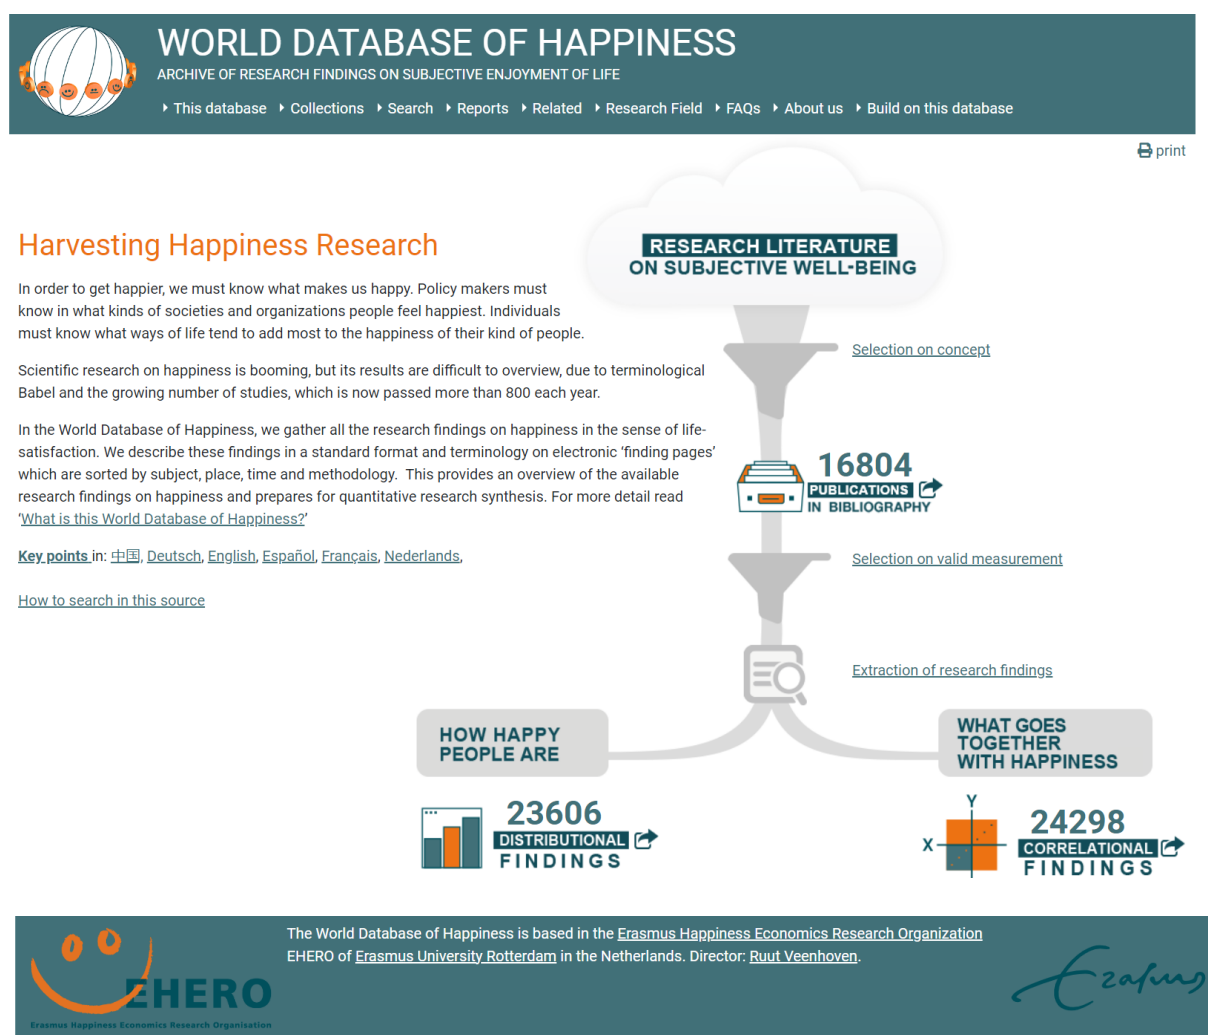 WORLD DATABASE OF HAPPINESS
ARCHIVE OF RESEARCH FINDINGS ON SUBJECTIVE ENJOYMENT OF LIFE
This database Collections Search Reports Related Research Field FAQs About us Build on this database
print
RESEARCH LITERATURE
ON SUBJECTIVE WELL-BEING
Harvesting Happiness Research
In order to get happier, we must know what makes us happy. Policy makers must
know in what kinds of societies and organizations people feel happiest. Individuals
must know what ways of life tend to add most to the happiness of their kind of people.
Selection on concept
Scientific research on happiness is booming, but its results are difficult to overview, due to terminological
Babel and the growing number of studies, which is now passed more than 800 each year.
In the World Database of Happiness, we gather all the research findings on happiness in the sense of life-
satisfaction. We describe these findings in a standard format and terminology on electronic ‘finding pages’
which are sorted by subject, place, time and methodology.  This provides an overview of the available
research findings on happiness and prepares for quantitative research synthesis. For more detail read
‘What is this World Database of Happiness?’
16804
PUBLICATIONS
IN BIBLIOGRAPHY
Key points in: 中国, Deutsch, English, Español, Français, Nederlands,
Selection on valid measurement
How to search in this source
Extraction of research findings
HOW HAPPY
PEOPLE ARE
WHAT GOES
TOGETHER
WITH HAPPINESS
23606
DISTRIBUTIONAL
FINDINGS
Y
X
24298
CORRELATIONAL
FINDINGS
The World Database of Happiness is based in the Erasmus Happiness Economics Research Organization
EHERO of Erasmus University Rotterdam in the Netherlands. Director: Ruut Veenhoven.
EHERO
Erasmus Happiness Economics Research Organisation
Erasmus